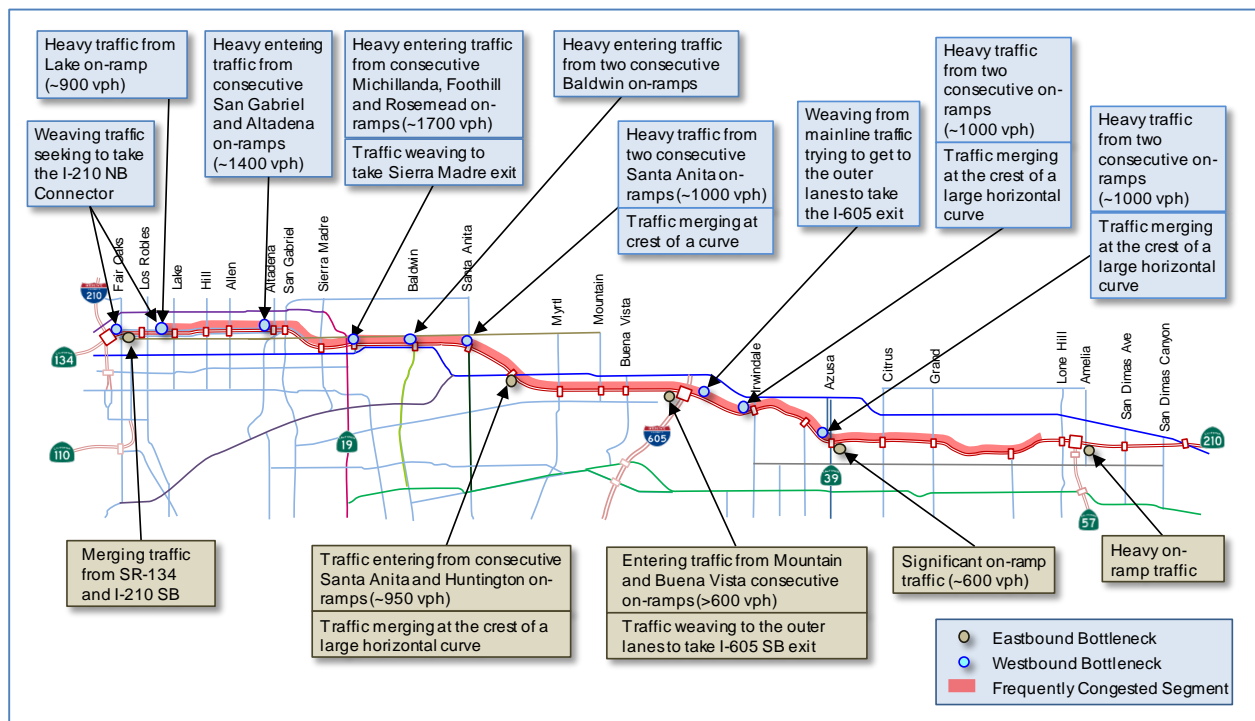 Heavy traffic from
Lake on-ramp
(~900 vph)
Heavy entering
traffic from
consecutive
San Gabriel
and Altadena
on-ramps
(~1400 vph)
Heavy entering traffic
from consecutive
Michillanda, Foothill
and Rosemead on-
ramps (~1700 vph)
Traffic weaving to
take Sierra Madre exit
Heavy entering traffic
from two consecutive
Baldwin on-ramps
Heavy traffic
from two
consecutive on-
ramps
(~1000 vph)
Traffic merging
at the crest of a
large horizontal
curve
Weaving traffic
seeking to take
the I-210 NB
Connector
Heavy traffic from
two consecutive
Santa Anita on-
ramps (~1000 vph)
Traffic merging at
crest of a curve
Weaving from
mainline traffic
trying to get to
the outer
lanes to take
the I-605 exit
Heavy traffic
from two
consecutive on-
ramps
(~1000 vph)
Traffic merging
at the crest of a
large horizontal
curve
Fair Oaks
Los Robles
Lake
Hill
Allen
Altadena
San Gabriel
Sierra Madre
Baldwin
Santa Anita
Myrtl
Mountain
Buena Vista
Irwindale
Azusa
Citrus
Grand
Lone Hill
Amelia
San Dimas Ave
San Dimas Canyon
210
134
110
19
605
39
57
210
Merging traffic
from SR-134
and I-210 SB
Traffic entering from consecutive
Santa Anita and Huntington on-
ramps (~950 vph)
Traffic merging at the crest of a
large horizontal curve
Entering traffic from Mountain
and Buena Vista consecutive
on-ramps (>600 vph)
Traffic weaving to the outer
lanes to take I-605 SB exit
Significant on-ramp
traffic (~600 vph)
Heavy on-
ramp traffic
Eastbound Bottleneck
Westbound Bottleneck
Frequently Congested Segment